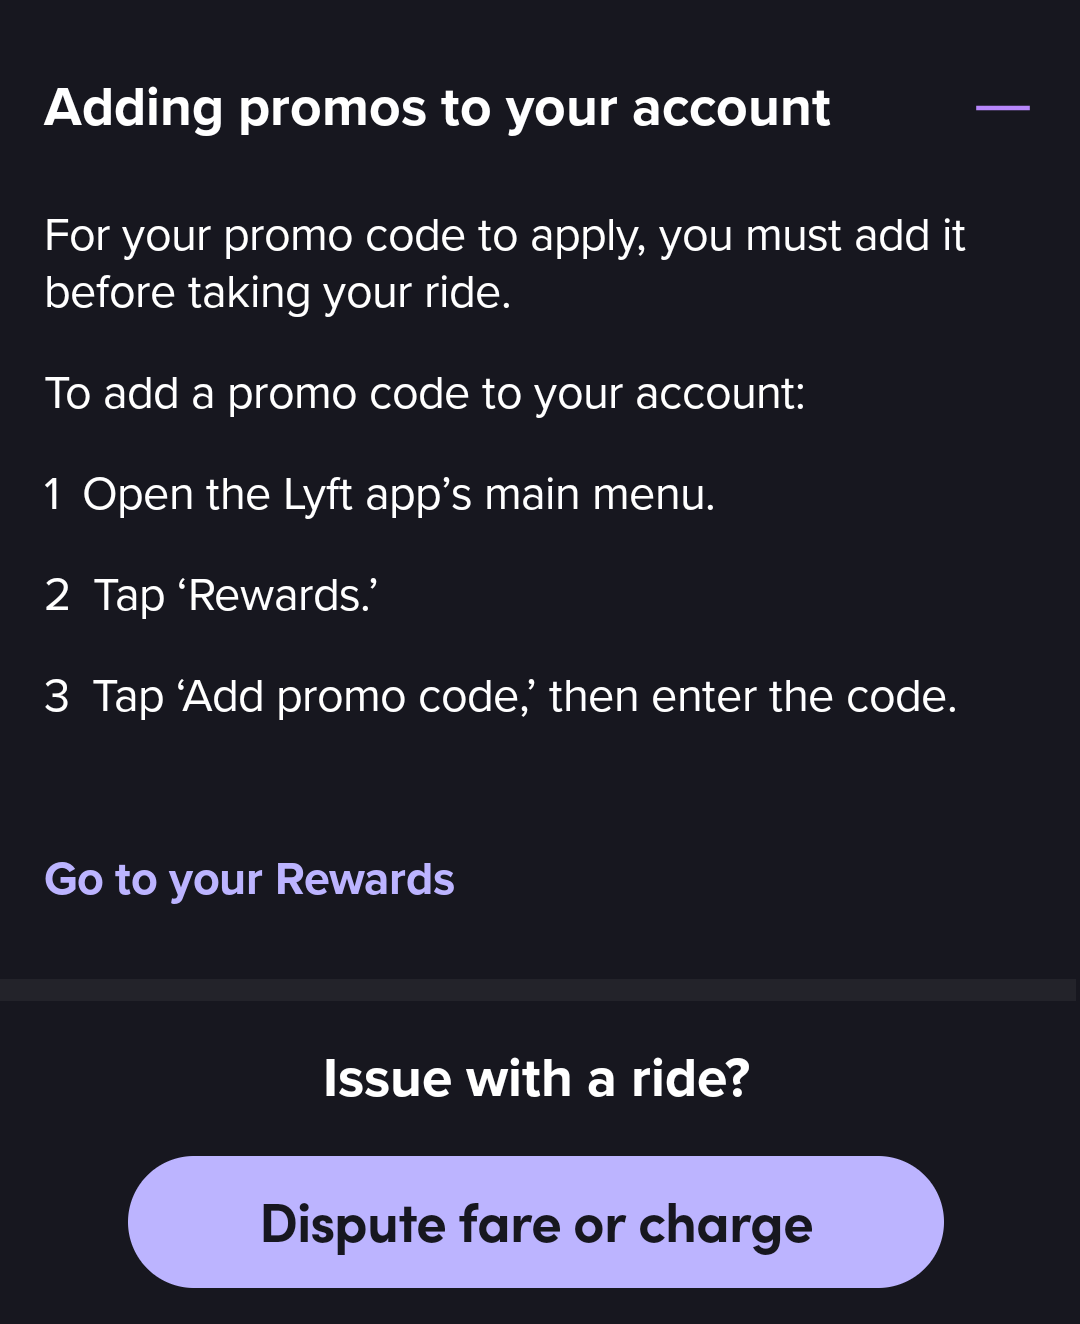 Adding promos to your account
For your promo code to apply, you must add it
before taking your ride.
To add a promo code to your account:
1 Open the Lyft app’s main menu.
2 Tap ‘Rewards.’
3 Tap ‘Add promo code,’ then enter the code.
Go to your Rewards
Issue with a ride?
Dispute fare or charge